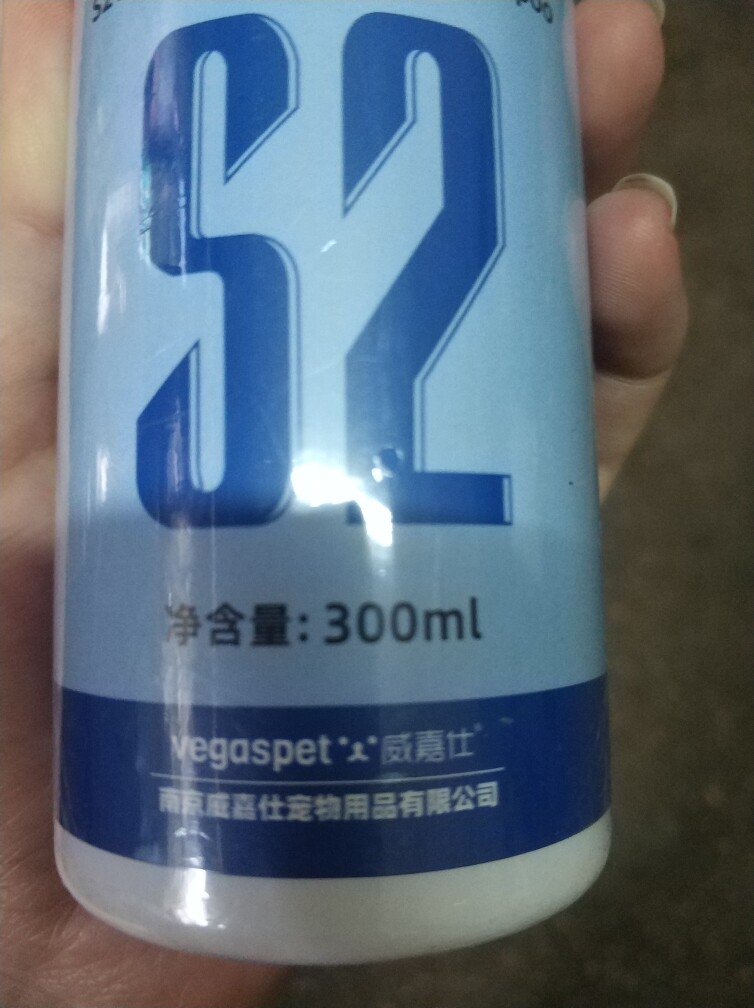 S2
净含量: 300ml
vegaspet 威嘉仕
南京威嘉仕宠物用品有限公司